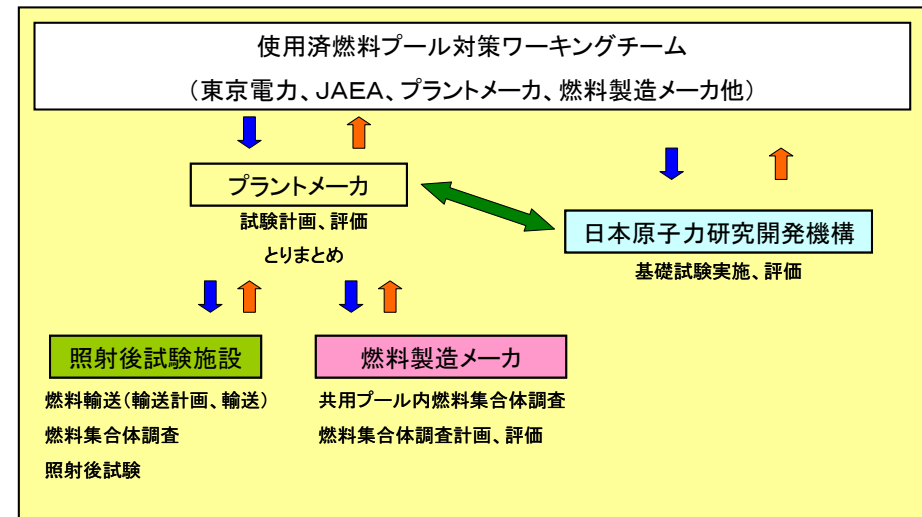 使用済燃料プール対策ワーキングチーム
（東京電力、JAEA、プラントメーカ、燃料製造メーカ他）
プラントメーカ
試験計画、評価
とりまとめ
日本原子力研究開発機構
基礎試験実施、評価
照射後試験施設
燃料輸送（輸送計画、輸送）
燃料集合体調査
照射後試験
燃料製造メーカ
共用プール内燃料集合体調査
燃料集合体調査計画、評価